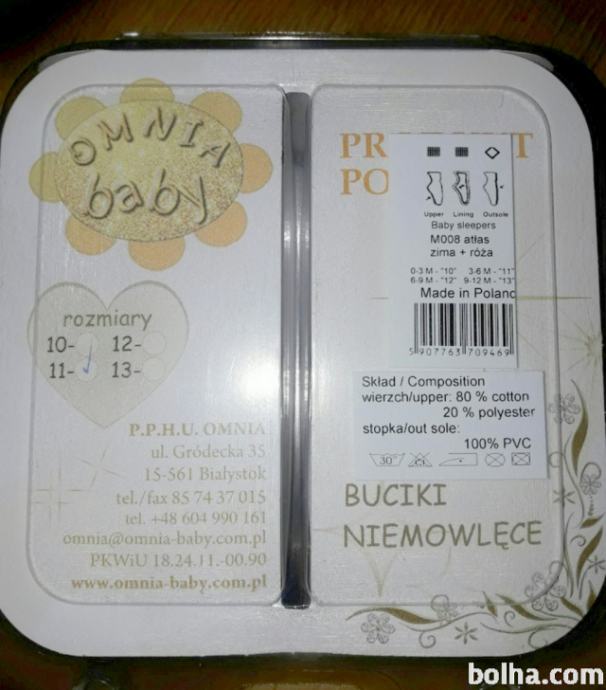 OMNIA
baby
rozmiary
10- 12-
11- 13-
P.P.H.U. OMNIA
ul. Gródecka 35
15-561 Białystok
tel./fax 85 74 37 015
tel. +48 604 990 161
omnia@omnia-baby.com.pl
PKWiU 18.24.11.-00.90
www.omnia-baby.com.pl
Upper Lining Outsole
Baby sleepers
M008 atłas
zima + róża
0-3 M - "10" 3-6 M - "11"
6-9 M - "12" 9-12 M - "13"
Made in Poland
5 907763 709469
Skład / Composition
wierzch/upper: 80 % cotton
20 % polyester
stopka/out sole:
100% PVC
30°
BUCIKI
NIEMOWLĘCE
bolha.com